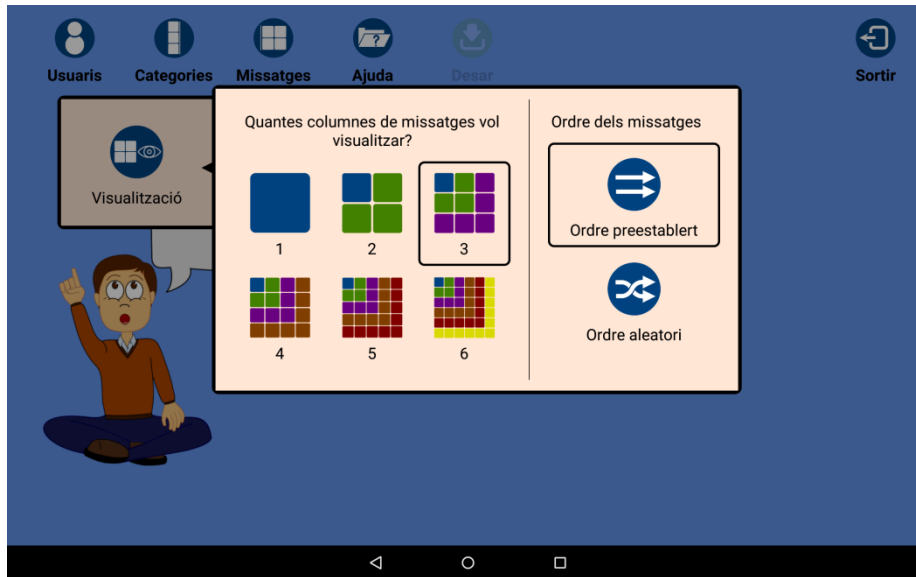 Usuaris
Categories
Missatges
Ajuda
Desar
Sortir
Visualització
Quantes columnes de missatges vol
visualitzar?
1
2
3
4
5
6
Ordre dels missatges
Ordre preestablert
Ordre aleatori